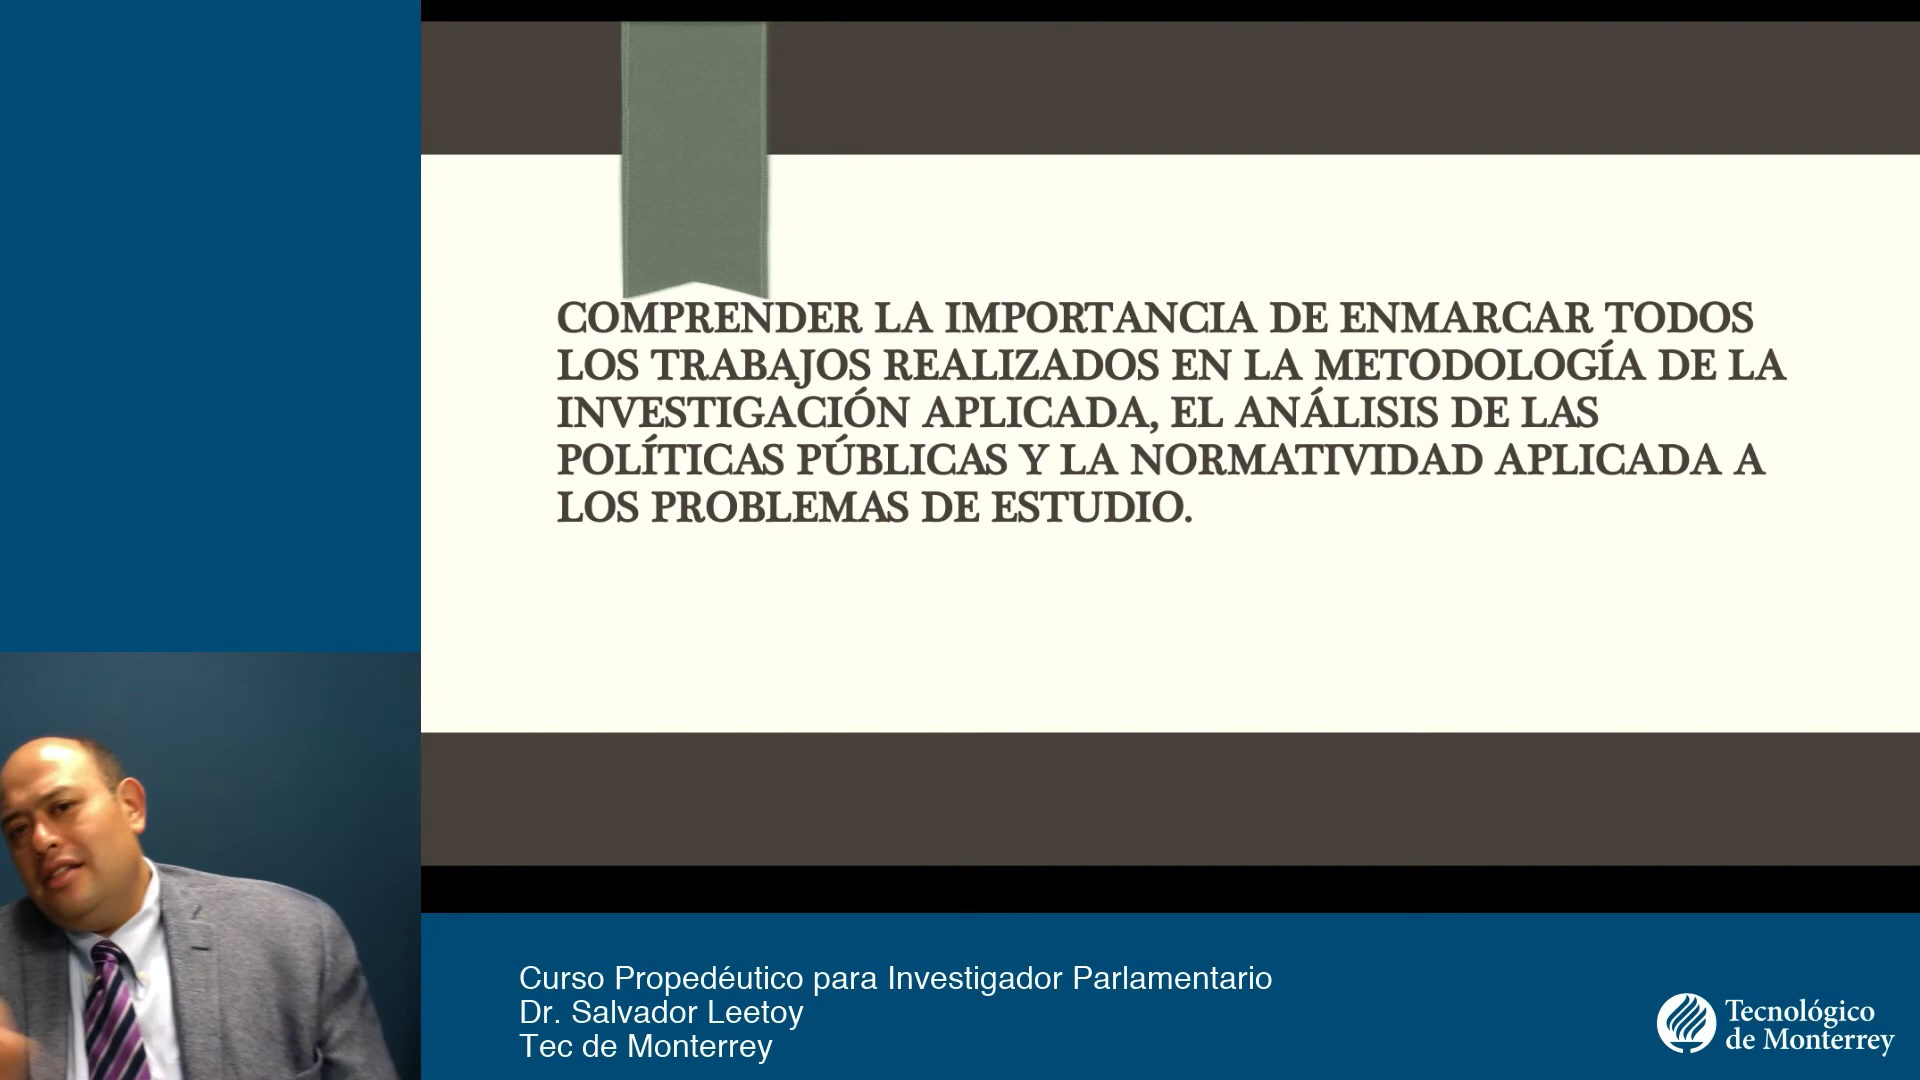 COMPRENDER LA IMPORTANCIA DE ENMARCAR TODOS
LOS TRABAJOS REALIZADOS EN LA METODOLOGÍA DE LA
INVESTIGACIÓN APLICADA, EL ANÁLISIS DE LAS
POLÍTICAS PÚBLICAS Y LA NORMATIVIDAD APLICADA A
LOS PROBLEMAS DE ESTUDIO.
Curso Propedéutico para Investigador Parlamentario
Dr. Salvador Leetoy
Tec de Monterrey
Tecnológico
de Monterrey